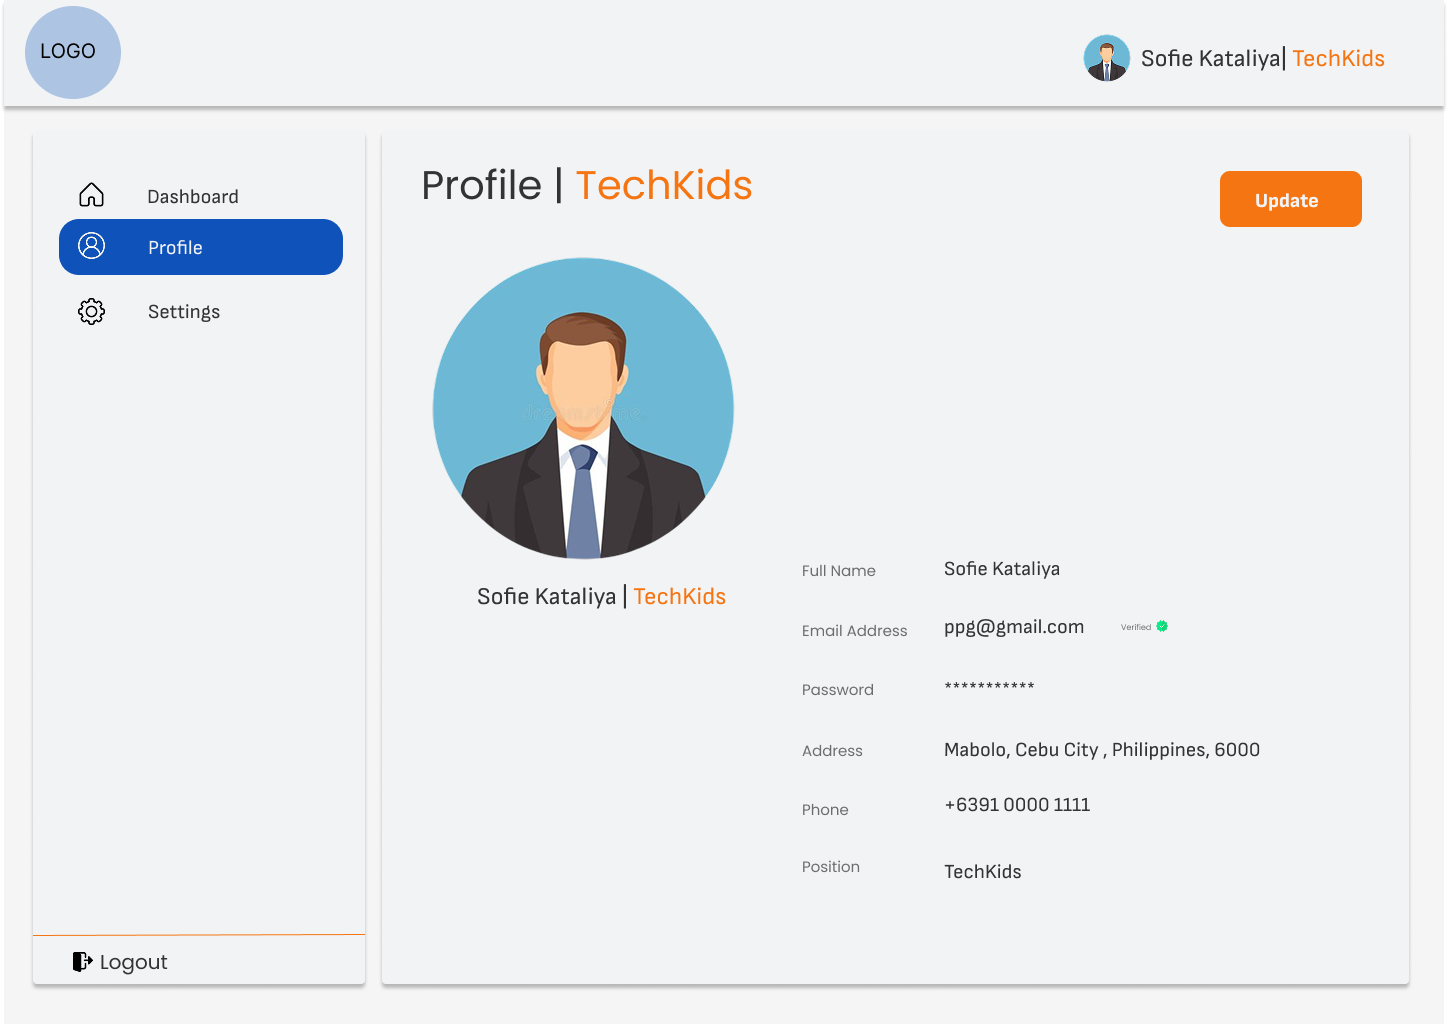 LOGO
Sofie Kataliya| TechKids
Dashboard
Profile
Settings
Logout
Profile | TechKids
Update
Sofie Kataliya | TechKids
Full Name Sofie Kataliya
Email Address ppg@gmail.com Verified
Password ***********
Address Mabolo, Cebu City , Philippines, 6000
Phone +6391 0000 1111
Position TechKids